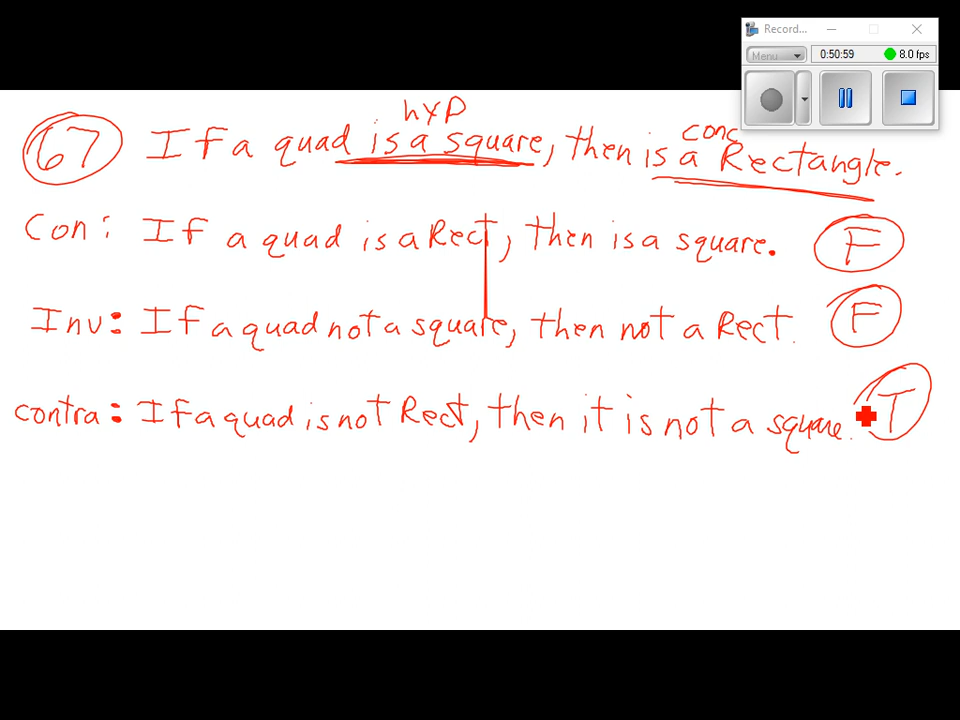 Record...
Menu
0:50:59 8.0 fps
hyp
conc
67 If a quad is a square, then is a Rectangle.
Con: If a quad is a Rect, then is a square. F
Inv: If a quad not a square, then not a Rect. F
contra: If a quad is not Rect, then it is not a square. T